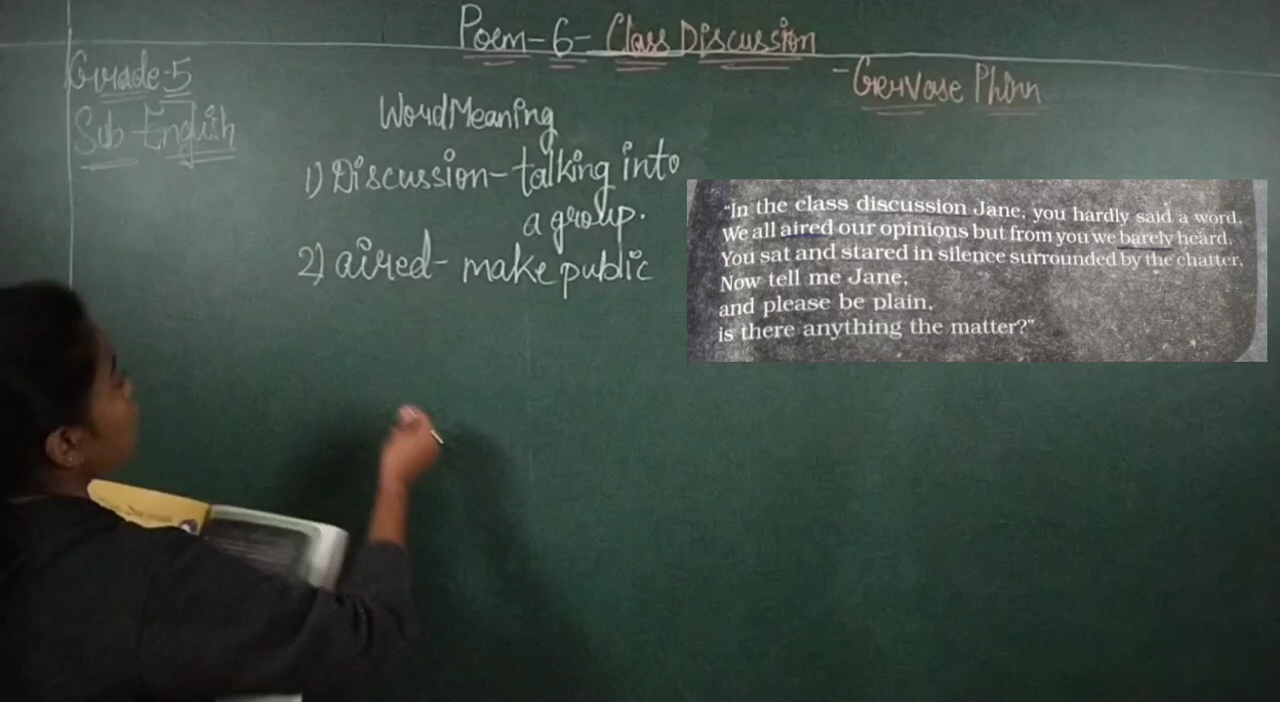 Poem-6-Class Discussion
-Gervase Phinn
Grade-5
Sub-English
Word Meaning
1) Discussion- talking into
a group.
2) aired- make public
"In the class discussion Jane, you hardly said a word.
We all aired our opinions but from you we barely heard.
You sat and stared in silence surrounded by the chatter,
Now tell me Jane,
and please be plain,
is there anything the matter?"